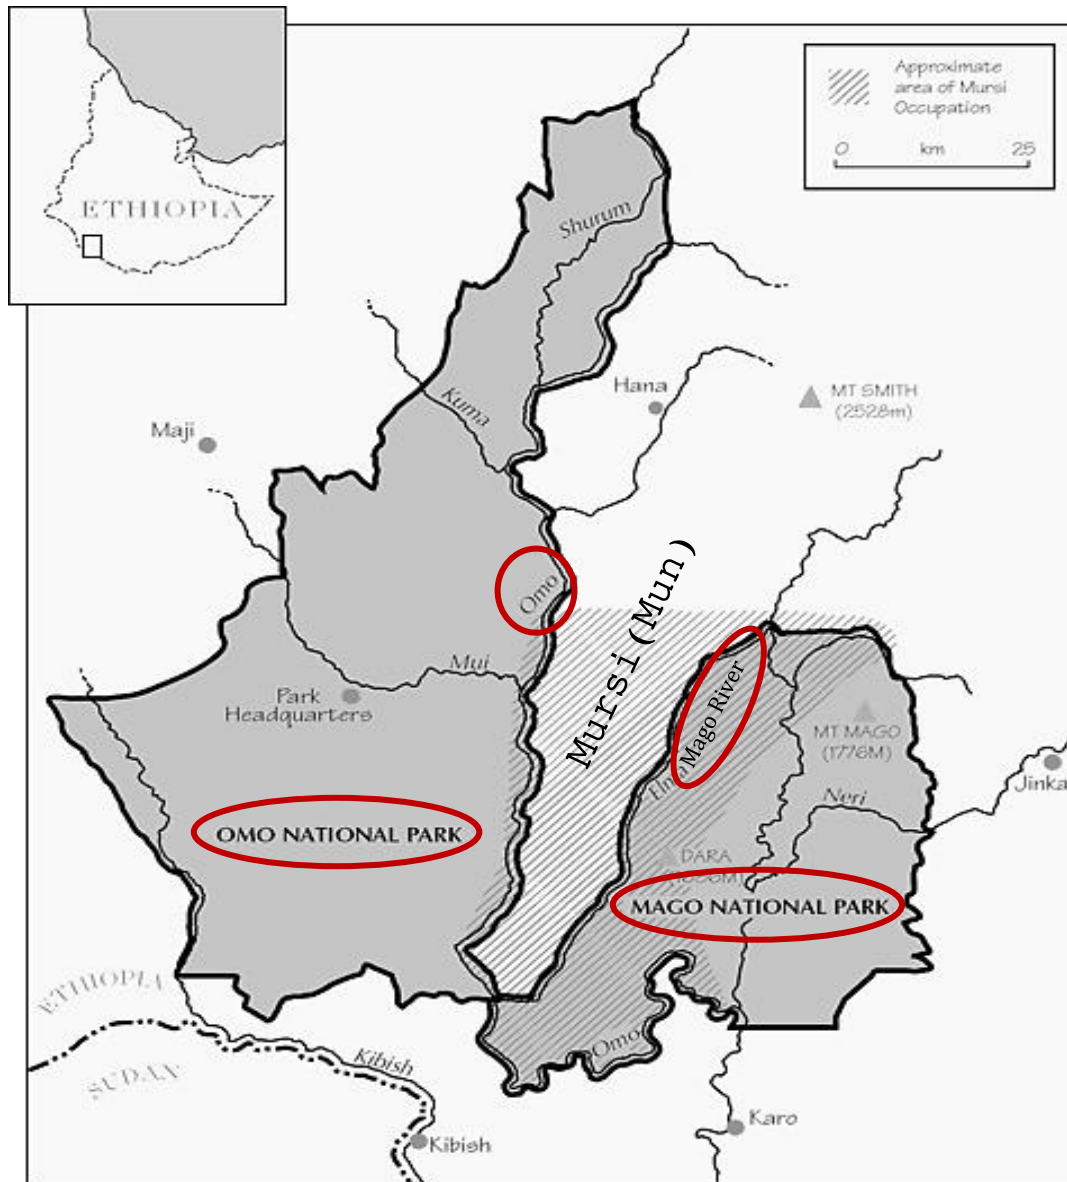 ETHIOPIA
Approximate
area of Mursi
Occupation
0 km 25
Shurum
Hana
MT SMITH
(2528m)
Kuma
Maji
Omo
Mursi (Mun)
Mui
Park
Headquarters
Mago River
MT MAGO
(1776M)
Jinka
Neri
OMO NATIONAL PARK
DARA
MAGO NATIONAL PARK
ETHIOPIA
SUDAN
Kibish
Omo
Karo
Kibish